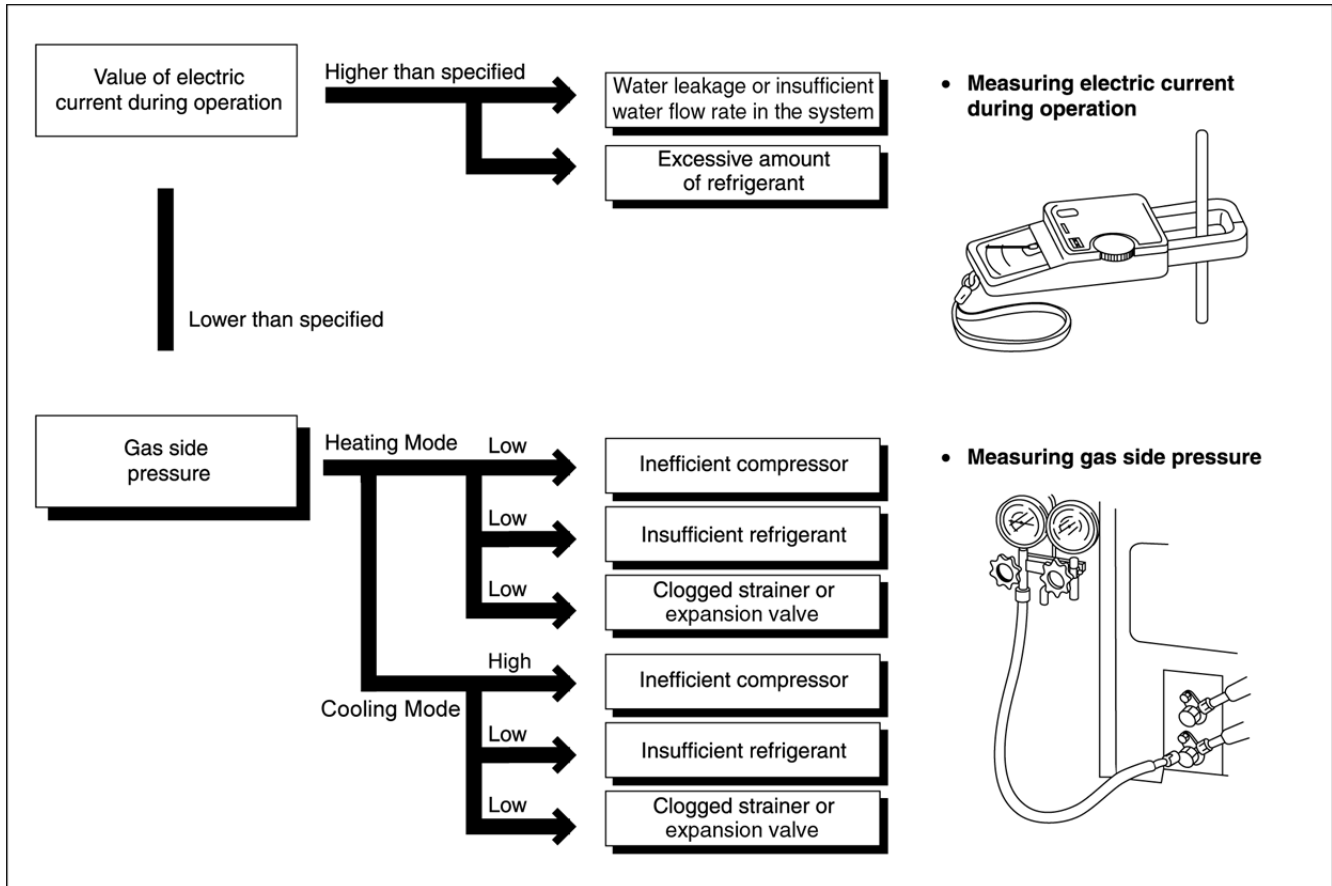 Value of electric
current during operation
Higher than specified
Water leakage or insufficient
water flow rate in the system
Excessive amount
of refrigerant
• Measuring electric current
during operation
Lower than specified
Gas side
pressure
Heating Mode
Low
Inefficient compressor
Low
Insufficient refrigerant
Low
Clogged strainer or
expansion valve
High
Inefficient compressor
Cooling Mode
Low
Insufficient refrigerant
Low
Clogged strainer or
expansion valve
• Measuring gas side pressure